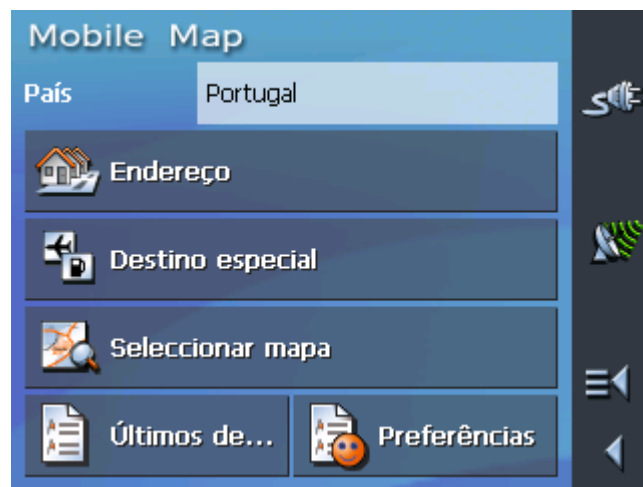 Mobile Map
País Portugal
Endereço
Destino especial
Seleccionar mapa
Últimos de... Preferências